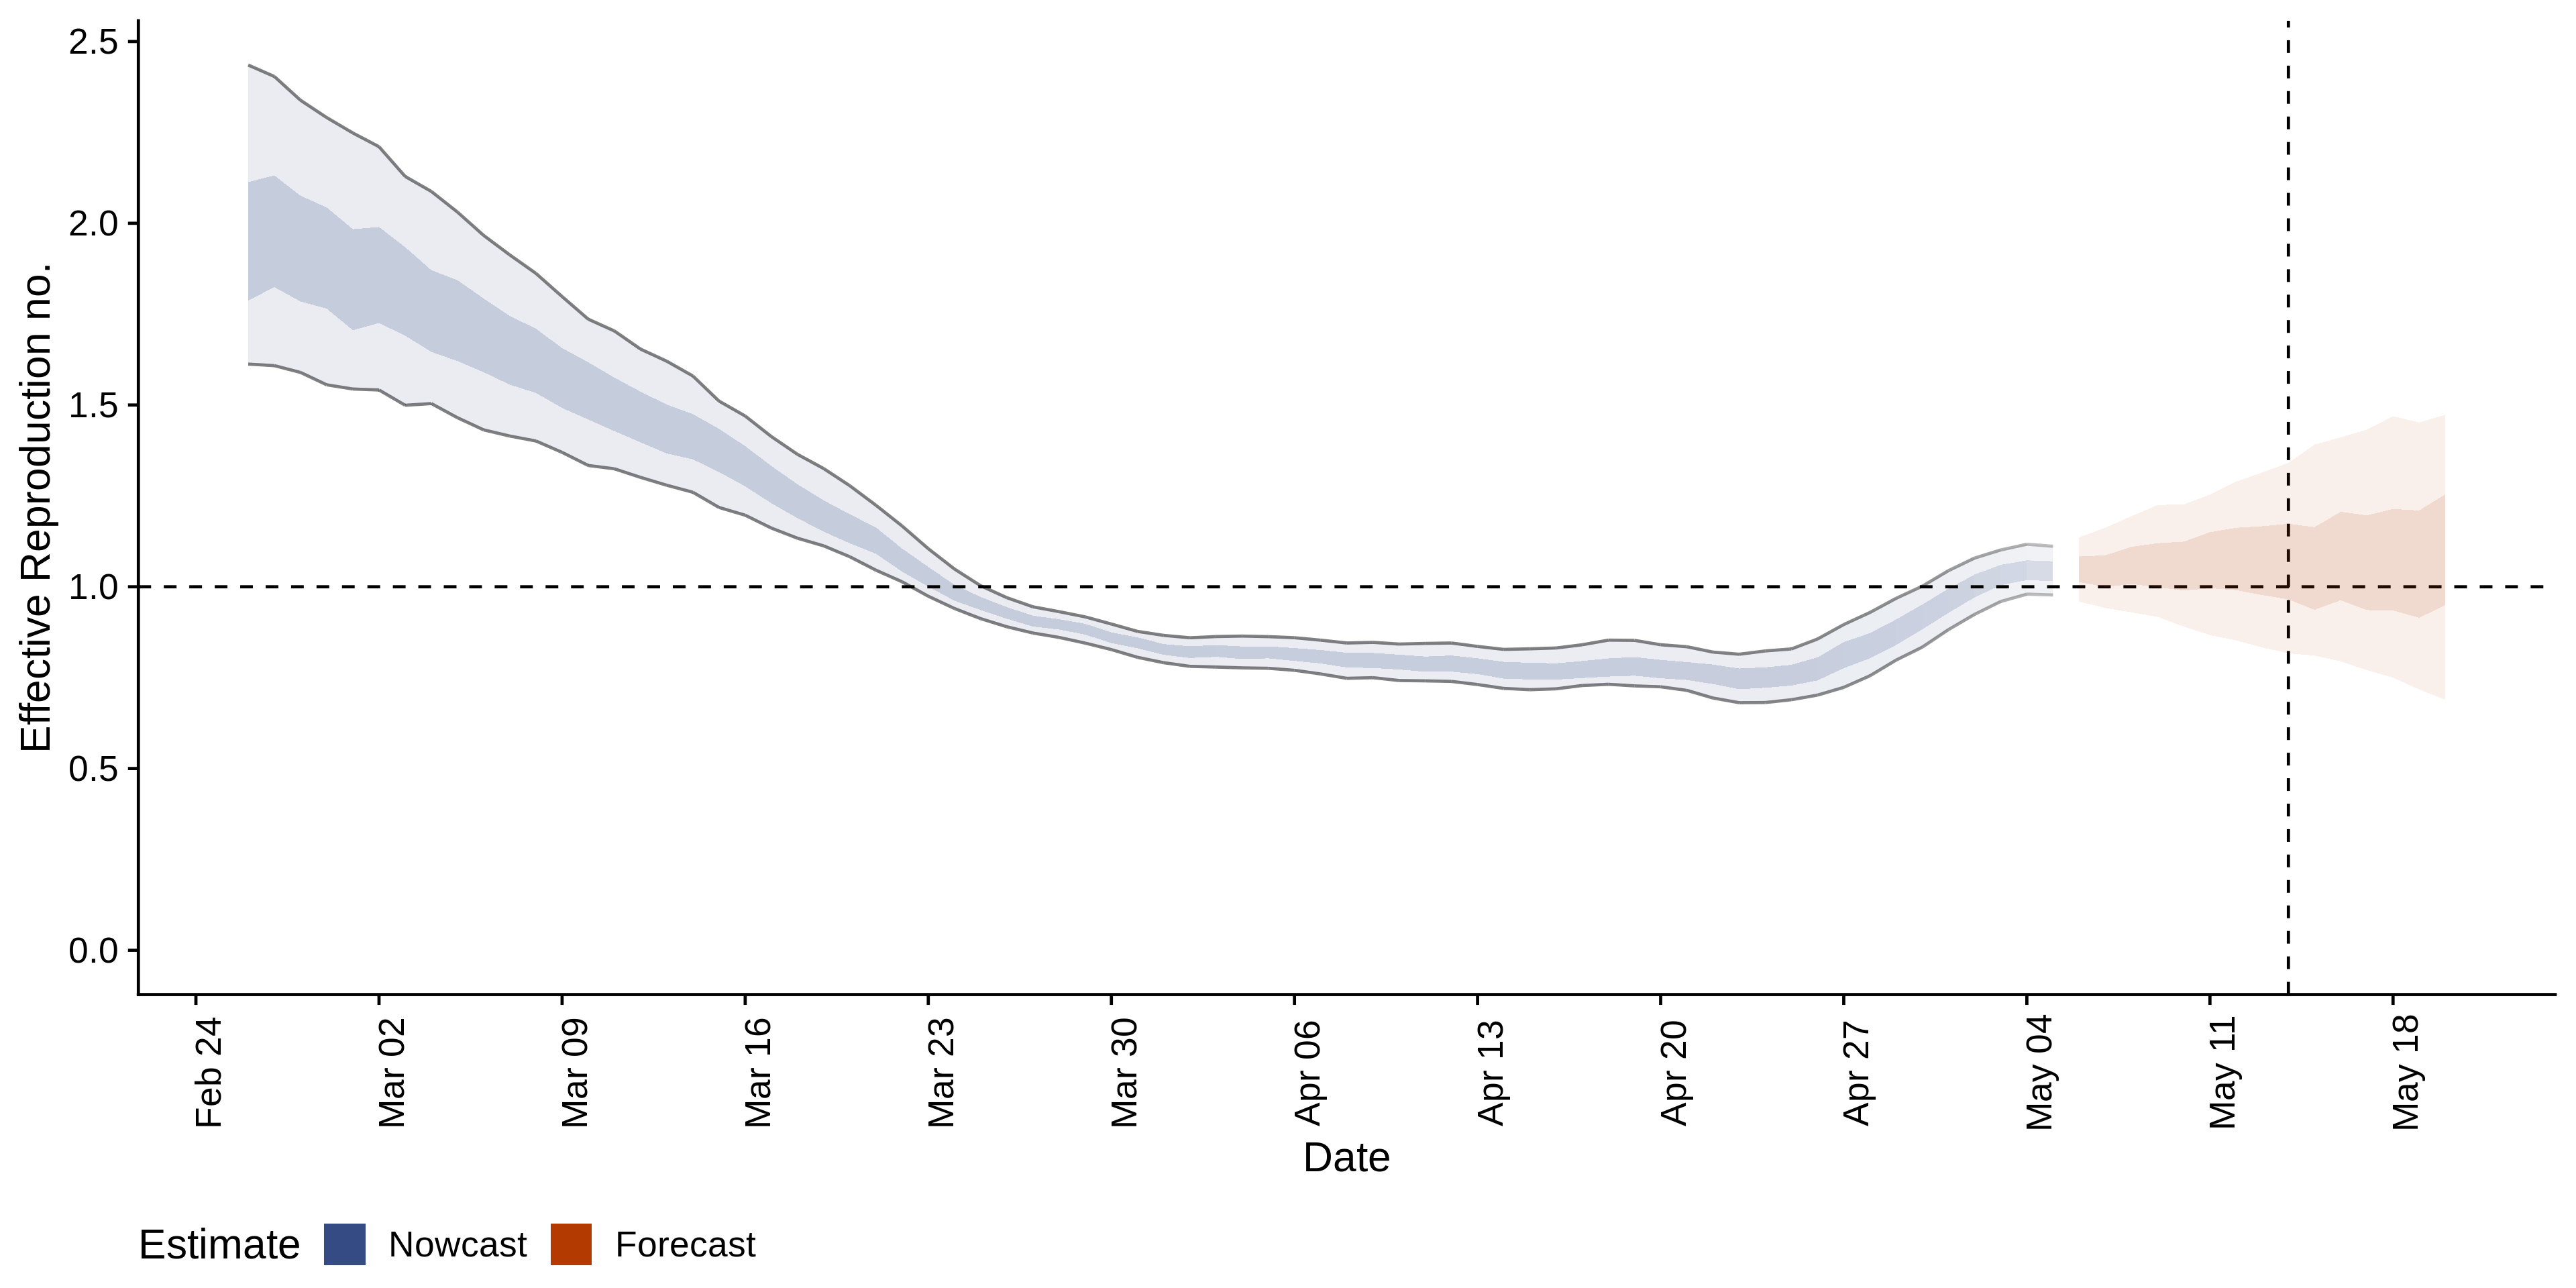 Effective Reproduction no.
2.5
2.0
1.5
1.0
0.5
0.0
Feb 24
Mar 02
Mar 09
Mar 16
Mar 23
Mar 30
Apr 06
Apr 13
Apr 20
Apr 27
May 04
May 11
May 18
Date
Estimate Nowcast Forecast